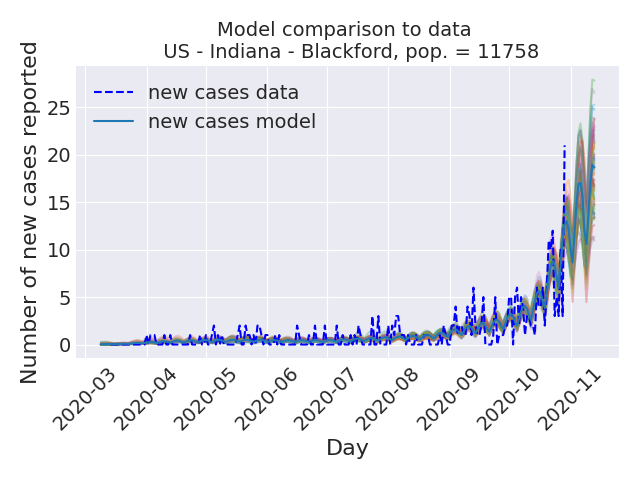 Model comparison to data
US - Indiana - Blackford, pop. = 11758
Number of new cases reported
25
20
15
10
5
0
new cases data
new cases model
2020-03
2020-04
2020-05
2020-06
2020-07
2020-08
2020-09
2020-10
2020-11
Day